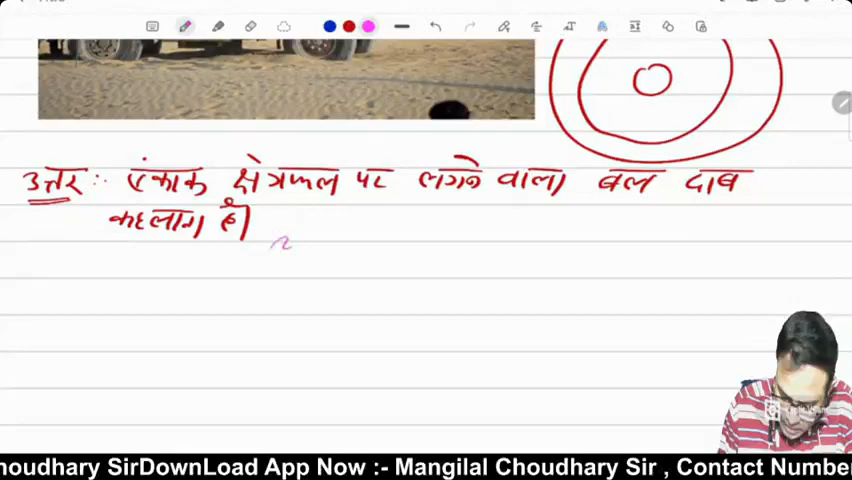 उत्तर :- एकांक क्षेत्रफल पर लगने वाला बल दाब
कहलाता है।
houdhary SirDownLoad App Now :- Mangilal Choudhary Sir , Contact Number